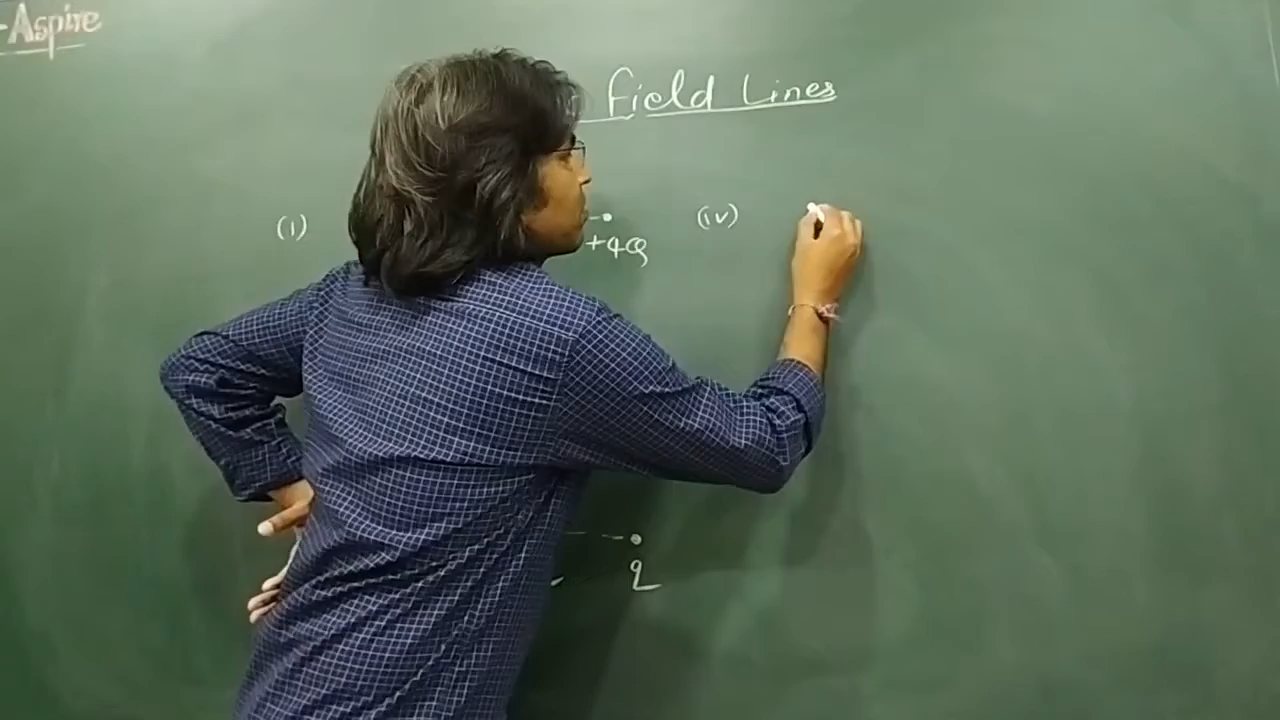 -Aspire
Field Lines
(i)
+4Q
(iv)
q